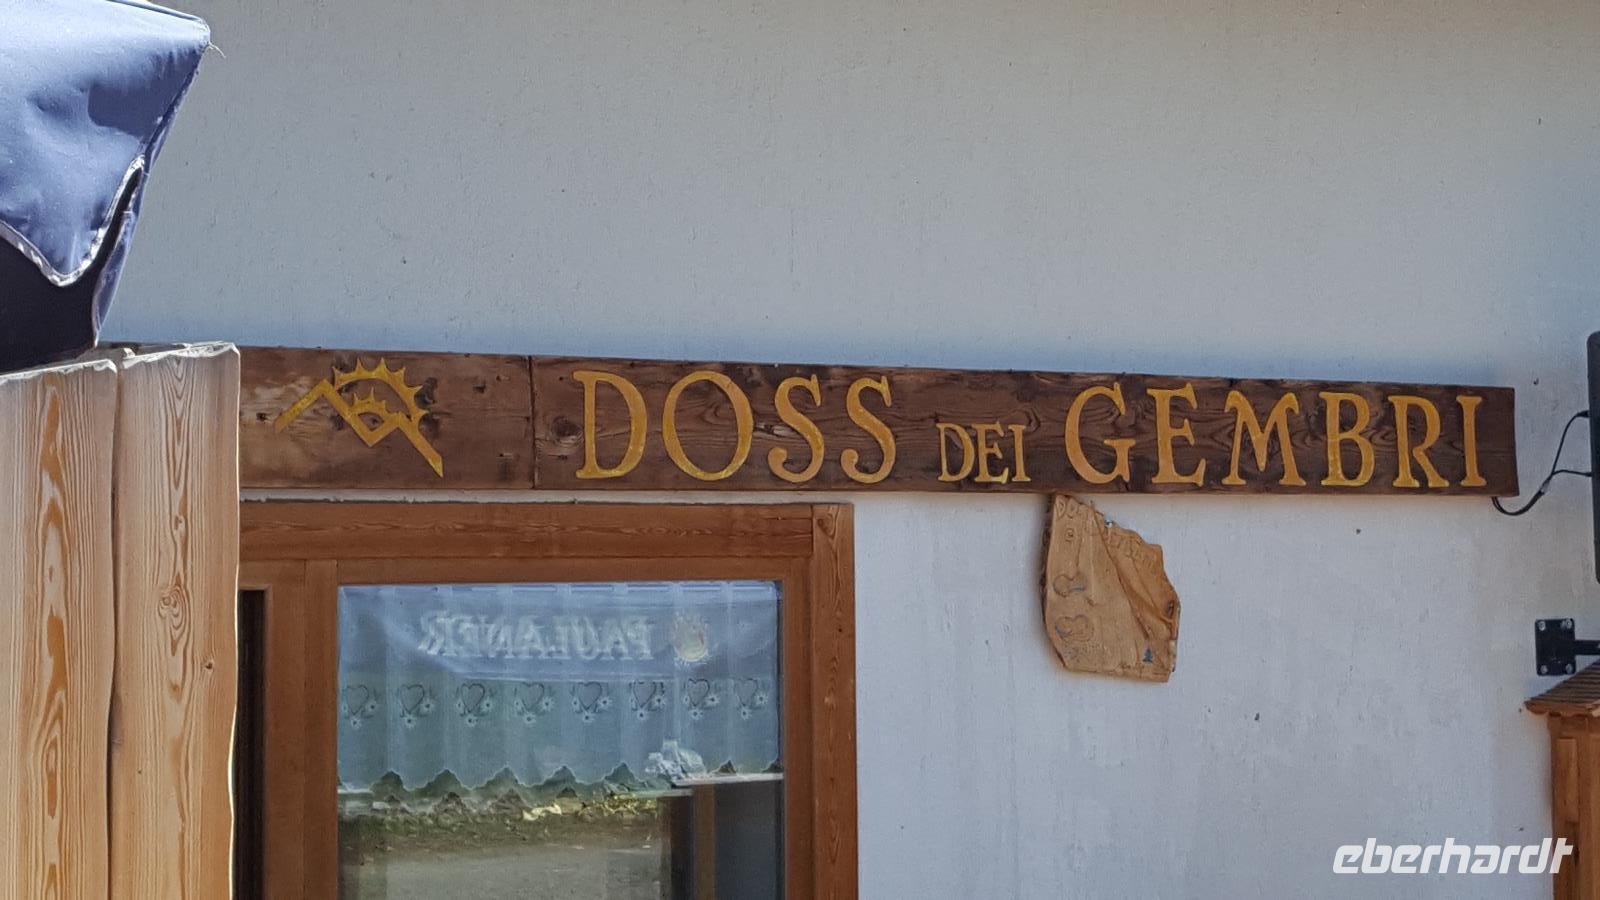 DOSS DEI GEMBRI
PAULANER
eberhardt